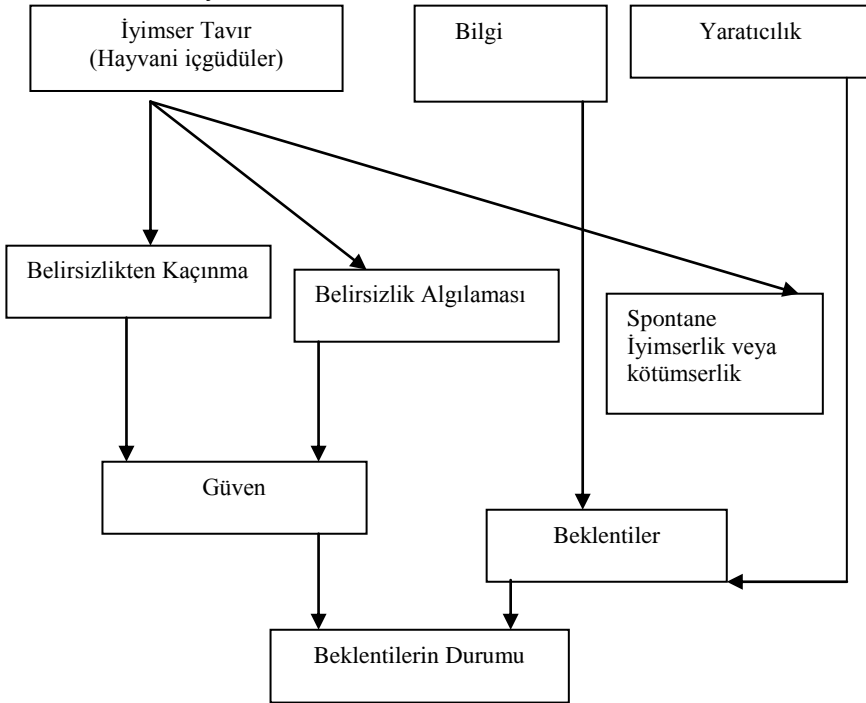 İyimser Tavır
(Hayvani içgüdüler)
Bilgi
Yaratıcılık
Belirsizlikten Kaçınma
Belirsizlik Algılaması
Spontane
İyimserlik veya
kötümserlik
Güven
Beklentiler
Beklentilerin Durumu